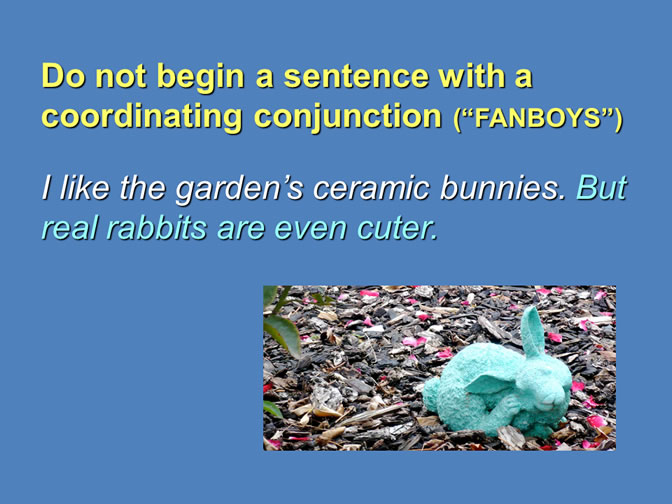 Do not begin a sentence with a
coordinating conjunction (“FANBOYS”)
I like the garden’s ceramic bunnies. But
real rabbits are even cuter.